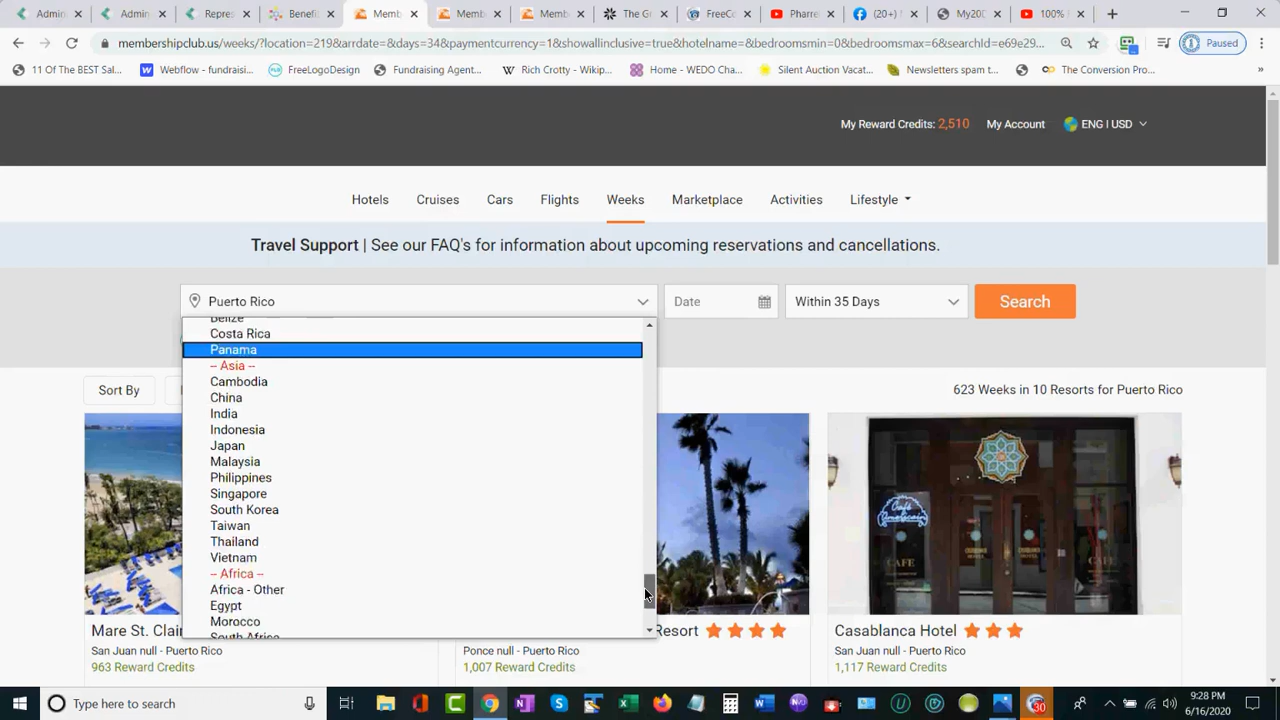 Admin
Admin
Repres
Benefi
Memb
Memb
Memb
The Gr
FreeCo
Pharre
(20+) F
My20
100% F
membershipclub.us/weeks/?location=219&arrdate=&days=34&paymentcurrency=1&showallinclusive=true&hotelname=&bedroomsmin=0&bedroomsmax=6&searchId=e69e29...
Paused
11 Of The BEST Sal...
Webflow - fundraisi...
FreeLogoDesign
Fundraising Agent...
Rich Crotty - Wikip...
Home - WEDO Cha...
Silent Auction Vacat...
Newsletters spam t...
The Conversion Pro...
My Reward Credits: 2,510
My Account
ENG I USD
Hotels
Cruises
Cars
Flights
Weeks
Marketplace
Activities
Lifestyle
Travel Support | See our FAQ's for information about upcoming reservations and cancellations.
Puerto Rico
Date
Within 35 Days
Search
Belize
Costa Rica
Panama
-- Asia --
Cambodia
China
India
Indonesia
Japan
Malaysia
Philippines
Singapore
South Korea
Taiwan
Thailand
Vietnam
-- Africa --
Africa - Other
Egypt
Morocco
South Africa
Sort By
623 Weeks in 10 Resorts for Puerto Rico
CAFE
CAFE
Mare St. Clai
San Juan null - Puerto Rico
963 Reward Credits
Resort
Ponce null - Puerto Rico
1,007 Reward Credits
Casablanca Hotel
San Juan null - Puerto Rico
1,117 Reward Credits
Type here to search
30
9:28 PM
6/16/2020